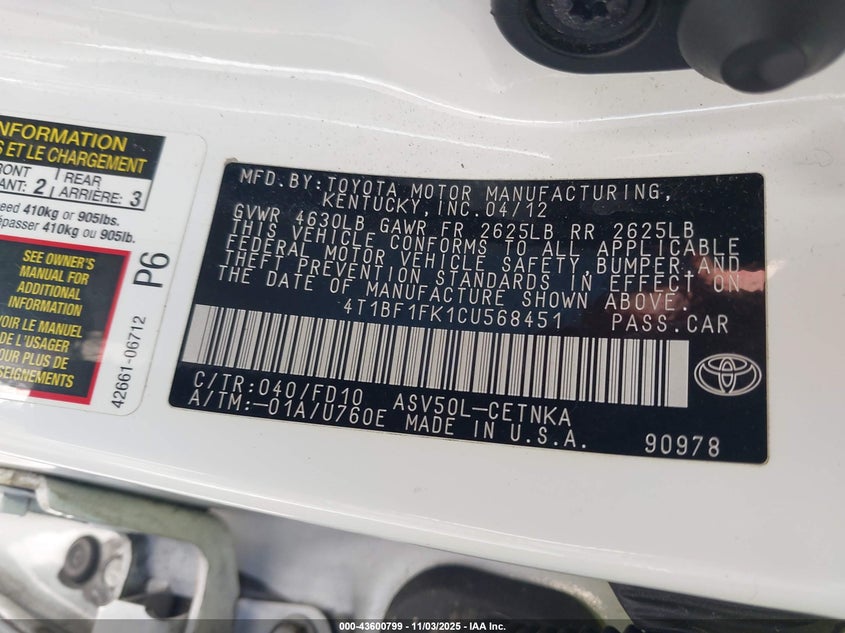 NFORMATION
S ET LE CHARGEMENT
RONT REAR
ANT: 2 ARRIÈRE: 3
eed 410kg or 905lbs.
épasser 410kg ou 905lb.
SEE OWNER'S
MANUAL FOR
ADDITIONAL
INFORMATION
VOIR LE MANUEL
DE L'USAGER
POUR PLUS DE
SEIGNEMENTS
P6
42661-06712
MFD.BY:TOYOTA MOTOR MANUFACTURING,
KENTUCKY,INC.04/12
GVWR 4630LB GAWR FR 2625LB RR 2625LB
THIS VEHICLE CONFORMS TO ALL APPLICABLE
FEDERAL MOTOR VEHICLE SAFETY,BUMPER,AND
THEFT PREVENTION STANDARDS IN EFFECT ON
THE DATE OF MANUFACTURE SHOWN ABOVE.
4T1BF1FK1CU568451 PASS.CAR
C/TR:040/FD10 ASV50L-CETNKA
A/TM:-01A/U760E MADE IN U.S.A.
90978
000-43600799 - 11/03/2025 - IAA Inc.